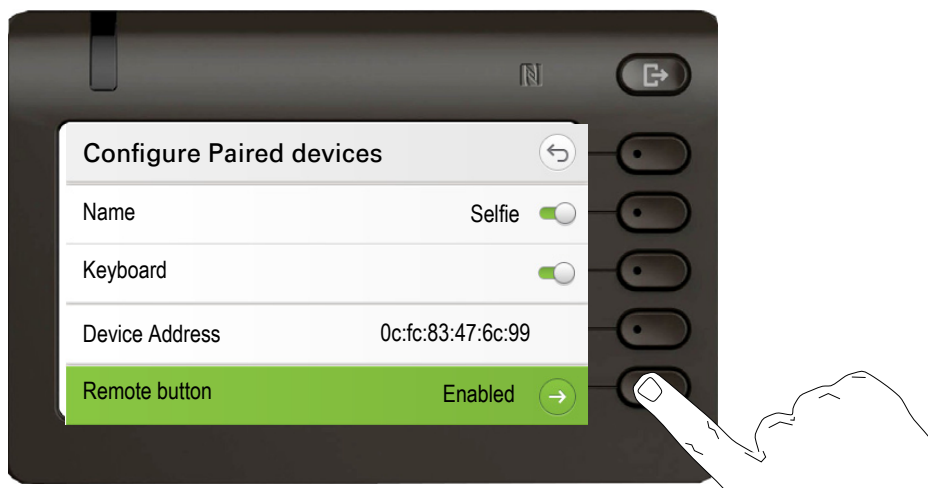 Configure Paired devices
Name Selfie
Keyboard
Device Address 0c:fc:83:47:6c:99
Remote button Enabled